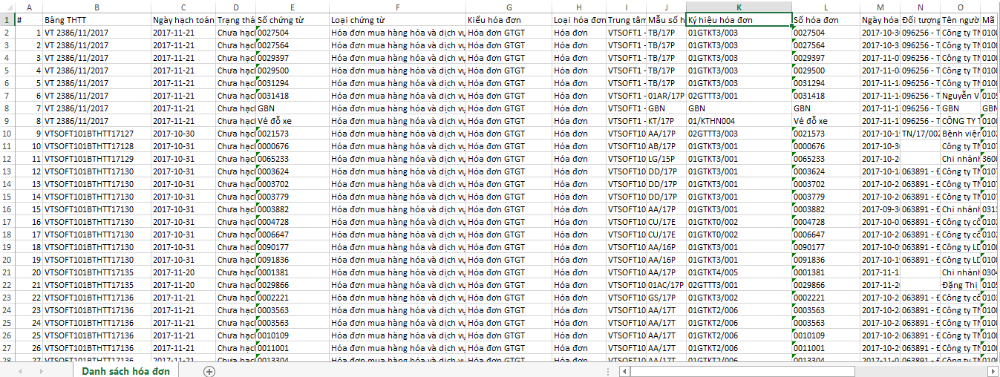 A B C D E F G H I J K L M N O P
1 # Bảng THTT Ngày hạch toán Trạng thá Số chứng từ Loại chứng từ Kiểu hóa đơn Loại hóa đơn Trung tâm Mẫu số h Ký hiệu hóa đơn Số hóa đơn Ngày hóa Đối tượng Tên ngườ Mã
2 1 VT 2386/11/2017 2017-11-21 Chưa hạcl 0027504 Hóa đơn mua hàng hóa và dịch vụ Hóa đơn GTGT Hóa đơn VTSOFT1 - TB/17P 01GTKT3/003 0027504 2017-10-3 096256 - T Công ty TN 010
3 2 VT 2386/11/2017 2017-11-21 Chưa hạcl 0027564 Hóa đơn mua hàng hóa và dịch vụ Hóa đơn GTGT Hóa đơn VTSOFT1 - TB/17P 01GTKT3/003 0027564 2017-10-3 096256 - T Công ty TN 010
4 3 VT 2386/11/2017 2017-11-21 Chưa hạcl 0029397 Hóa đơn mua hàng hóa và dịch vụ Hóa đơn GTGT Hóa đơn VTSOFT1 - TB/17P 01GTKT3/003 0029397 2017-11-0 096256 - T Công ty TN 010
5 4 VT 2386/11/2017 2017-11-21 Chưa hạcl 0029500 Hóa đơn mua hàng hóa và dịch vụ Hóa đơn GTGT Hóa đơn VTSOFT1 - TB/17P 01GTKT3/003 0029500 2017-11-0 096256 - T Công ty TN 010
6 5 VT 2386/11/2017 2017-11-21 Chưa hạcl 0031294 Hóa đơn mua hàng hóa và dịch vụ Hóa đơn GTGT Hóa đơn VTSOFT1 - TB/17P 01GTKT3/003 0031294 2017-11-1 096256 - T Công ty TN 010
7 6 VT 2386/11/2017 2017-11-21 Chưa hạcl 0031418 Hóa đơn mua hàng hóa và dịch vụ Hóa đơn GTGT Hóa đơn VTSOFT1 - 01AR/17P 02GTTT3/001 0031418 2017-11-1 096256 - T Nguyễn V 010
8 7 VT 2386/11/2017 2017-11-21 Chưa hạcl GBN Hóa đơn mua hàng hóa và dịch vụ Hóa đơn GTGT Hóa đơn VTSOFT1 - GBN GBN GBN 2017-11-1 096256 - T GBN GBN
9 8 VT 2386/11/2017 2017-11-21 Chưa hạcl Vé đỗ xe Hóa đơn mua hàng hóa và dịch vụ Hóa đơn GTGT Hóa đơn VTSOFT1 - KT/17P 01/KTHN004 Vé đỗ xe 2017-11-1 096256 - T CÔNG TY T 010
10 9 VTSOFT101BTHTT17127 2017-10-30 Chưa hạcl 0021573 Hóa đơn mua hàng hóa và dịch vụ Hóa đơn GTGT Hóa đơn VTSOFT10 AA/17P 02GTTT3/003 0021573 2017-10-1 TN/17/002 Bệnh viện 010
11 10 VTSOFT101BTHTT17128 2017-10-31 Chưa hạcl 0000676 Hóa đơn mua hàng hóa và dịch vụ Hóa đơn GTGT Hóa đơn VTSOFT10 AB/17P 01GTKT3/001 0000676 2017-10-3 Công ty TN 010
12 11 VTSOFT101BTHTT17129 2017-10-31 Chưa hạcl 0065233 Hóa đơn mua hàng hóa và dịch vụ Hóa đơn GTGT Hóa đơn VTSOFT10 LG/15P 01GTKT3/001 0065233 2017-10-2 Chi nhánh 360
13 12 VTSOFT101BTHTT17130 2017-10-31 Chưa hạcl 0003624 Hóa đơn mua hàng hóa và dịch vụ Hóa đơn GTGT Hóa đơn VTSOFT10 DD/17P 01GTKT3/001 0003624 2017-10-1 063891 - Đ Công ty TN 010
14 13 VTSOFT101BTHTT17130 2017-10-31 Chưa hạcl 0003702 Hóa đơn mua hàng hóa và dịch vụ Hóa đơn GTGT Hóa đơn VTSOFT10 DD/17P 01GTKT3/001 0003702 2017-10-2 063891 - Đ Công ty TN 010
15 14 VTSOFT101BTHTT17130 2017-10-31 Chưa hạcl 0003779 Hóa đơn mua hàng hóa và dịch vụ Hóa đơn GTGT Hóa đơn VTSOFT10 DD/17P 01GTKT3/001 0003779 2017-10-2 063891 - Đ Công ty TN 010
16 15 VTSOFT101BTHTT17130 2017-10-31 Chưa hạcl 0003882 Hóa đơn mua hàng hóa và dịch vụ Hóa đơn GTGT Hóa đơn VTSOFT10 AA/17P 01GTKT3/001 0003882 2017-09-3 063891 - Đ Chi nhánh 031
17 16 VTSOFT101BTHTT17130 2017-10-31 Chưa hạcl 0004728 Hóa đơn mua hàng hóa và dịch vụ Hóa đơn GTGT Hóa đơn VTSOFT10 CU/17E 01GTKT0/002 0004728 2017-10-0 063891 - Đ Công ty cổ 010
18 17 VTSOFT101BTHTT17130 2017-10-31 Chưa hạcl 0006647 Hóa đơn mua hàng hóa và dịch vụ Hóa đơn GTGT Hóa đơn VTSOFT10 CU/17E 01GTKT0/002 0006647 2017-10-2 063891 - Đ Công ty cổ 010
19 18 VTSOFT101BTHTT17130 2017-10-31 Chưa hạcl 0090177 Hóa đơn mua hàng hóa và dịch vụ Hóa đơn GTGT Hóa đơn VTSOFT10 AA/16P 01GTKT3/001 0090177 2017-10-0 063891 - Đ Công ty LD 010
20 19 VTSOFT101BTHTT17130 2017-10-31 Chưa hạcl 0091836 Hóa đơn mua hàng hóa và dịch vụ Hóa đơn GTGT Hóa đơn VTSOFT10 AA/16P 01GTKT3/001 0091836 2017-10-1 063891 - Đ Công ty LD 010
21 20 VTSOFT101BTHTT17135 2017-11-20 Chưa hạcl 0001381 Hóa đơn mua hàng hóa và dịch vụ Hóa đơn GTGT Hóa đơn VTSOFT10 AA/17P 01GTKT4/005 0001381 2017-11-1 Chi nhánh 030
22 21 VTSOFT101BTHTT17135 2017-11-20 Chưa hạcl 0029866 Hóa đơn mua hàng hóa và dịch vụ Hóa đơn GTGT Hóa đơn VTSOFT10 01AC/17P 02GTTT3/001 0029866 2017-11-2 Đặng Thị 010
23 22 VTSOFT101BTHTT17136 2017-11-21 Chưa hạcl 0002221 Hóa đơn mua hàng hóa và dịch vụ Hóa đơn GTGT Hóa đơn VTSOFT10 GS/17P 01GTKT3/002 0002221 2017-10-2 063891 - Đ Công ty cổ 010
24 23 VTSOFT101BTHTT17136 2017-11-21 Chưa hạcl 0003563 Hóa đơn mua hàng hóa và dịch vụ Hóa đơn GTGT Hóa đơn VTSOFT10 AA/17T 01GTKT2/006 0003563 2017-10-2 063891 - Đ Công ty TN 010
25 24 VTSOFT101BTHTT17136 2017-11-21 Chưa hạcl 0003563 Hóa đơn mua hàng hóa và dịch vụ Hóa đơn GTGT Hóa đơn VTSOFT10 AA/17T 01GTKT2/006 0003563 2017-10-2 063891 - Đ Công ty TN 010
26 25 VTSOFT101BTHTT17136 2017-11-21 Chưa hạcl 0010109 Hóa đơn mua hàng hóa và dịch vụ Hóa đơn GTGT Hóa đơn VTSOFT10 AA/17T 01GTKT2/006 0010109 2017-10-2 063891 - Đ Công ty TN 010
27 26 VTSOFT101BTHTT17136 2017-11-21 Chưa hạcl 0011001 Hóa đơn mua hàng hóa và dịch vụ Hóa đơn GTGT Hóa đơn VTSOFT10 AA/17T 01GTKT2/006 0011001 2017-10-2 063891 - Đ Công ty TN 010
28 27 VTSOFT101BTHTT17136 2017-11-21 Chưa hạcl 0013304 Hóa đơn mua hàng hóa và dịch vụ Hóa đơn GTGT Hóa đơn VTSOFT10 AA/17T 01GTKT2/006 0013304 2017-11-0 063891 - Đ Công ty TN 010
Danh sách hóa đơn